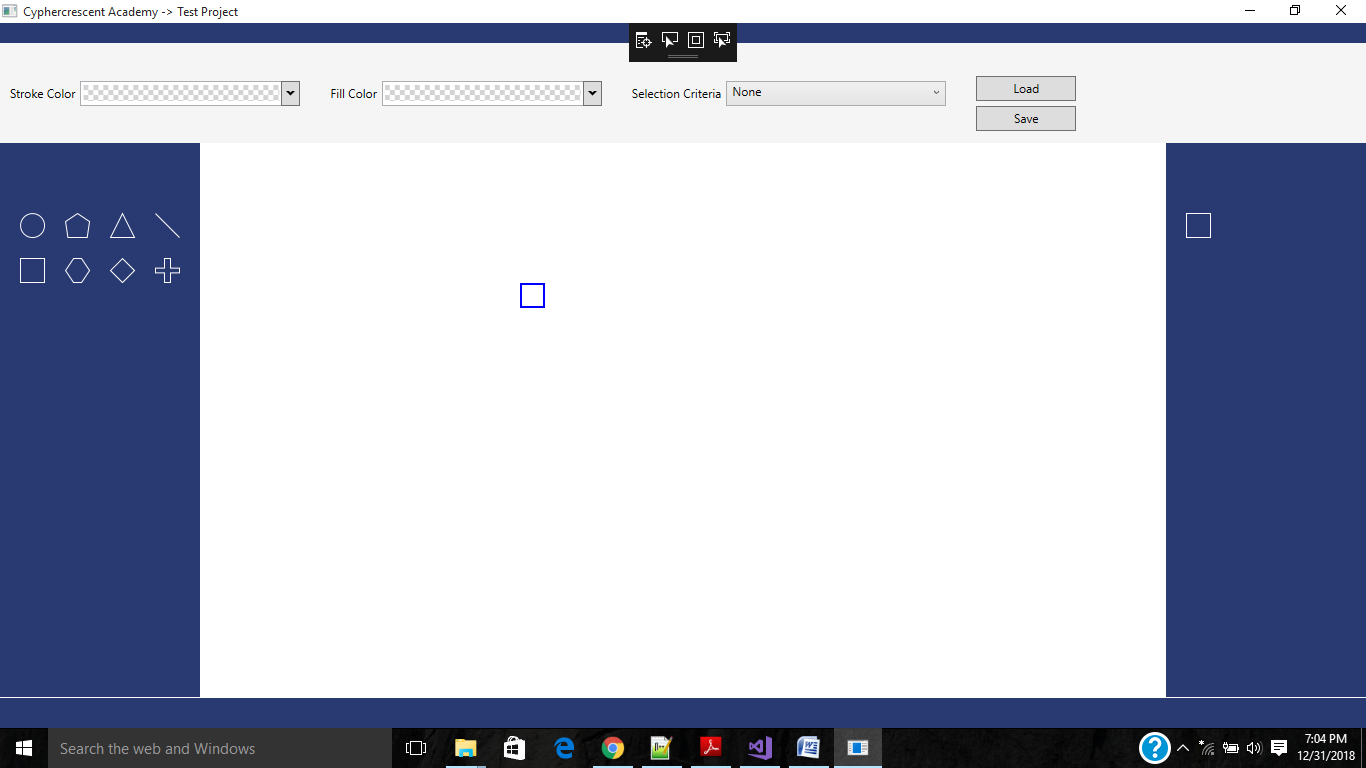 Cyphercrescent Academy -> Test Project
Stroke Color
Fill Color
Selection Criteria
None
Load
Save
Search the web and Windows
7:04 PM
12/31/2018